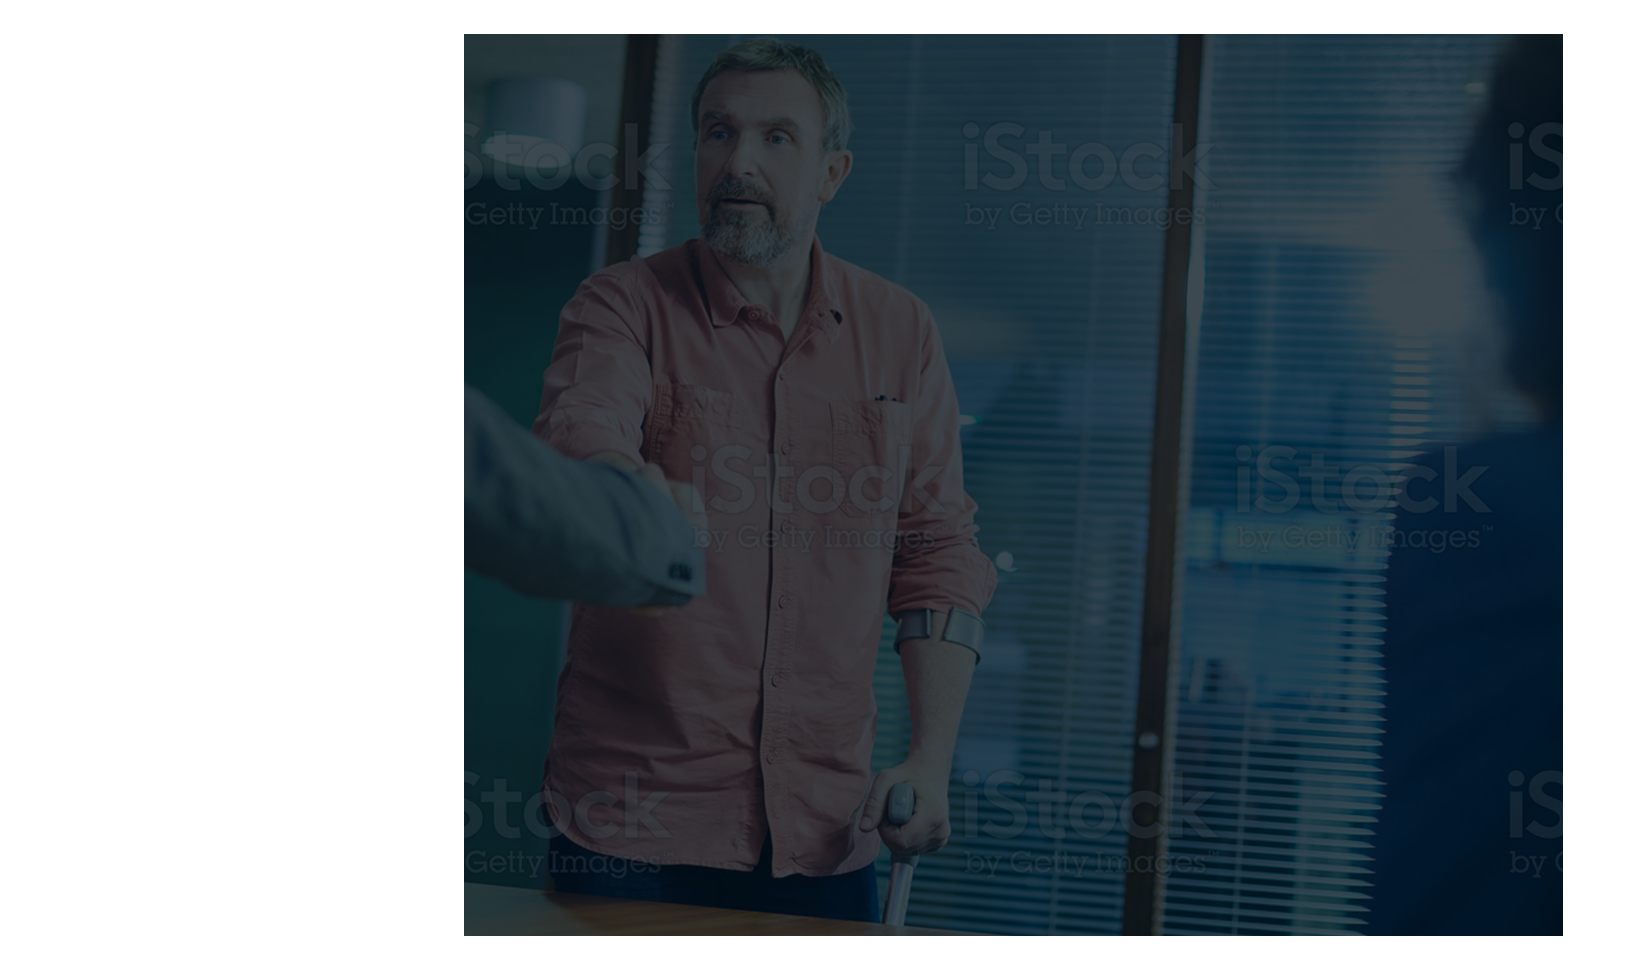 Stock
Getty Images
iStock
by Getty Images
iS
by G
iStock
by Getty Images
iStock
by Getty Images™
Stock
Getty Images
iStock
by Getty Images
iS
by G